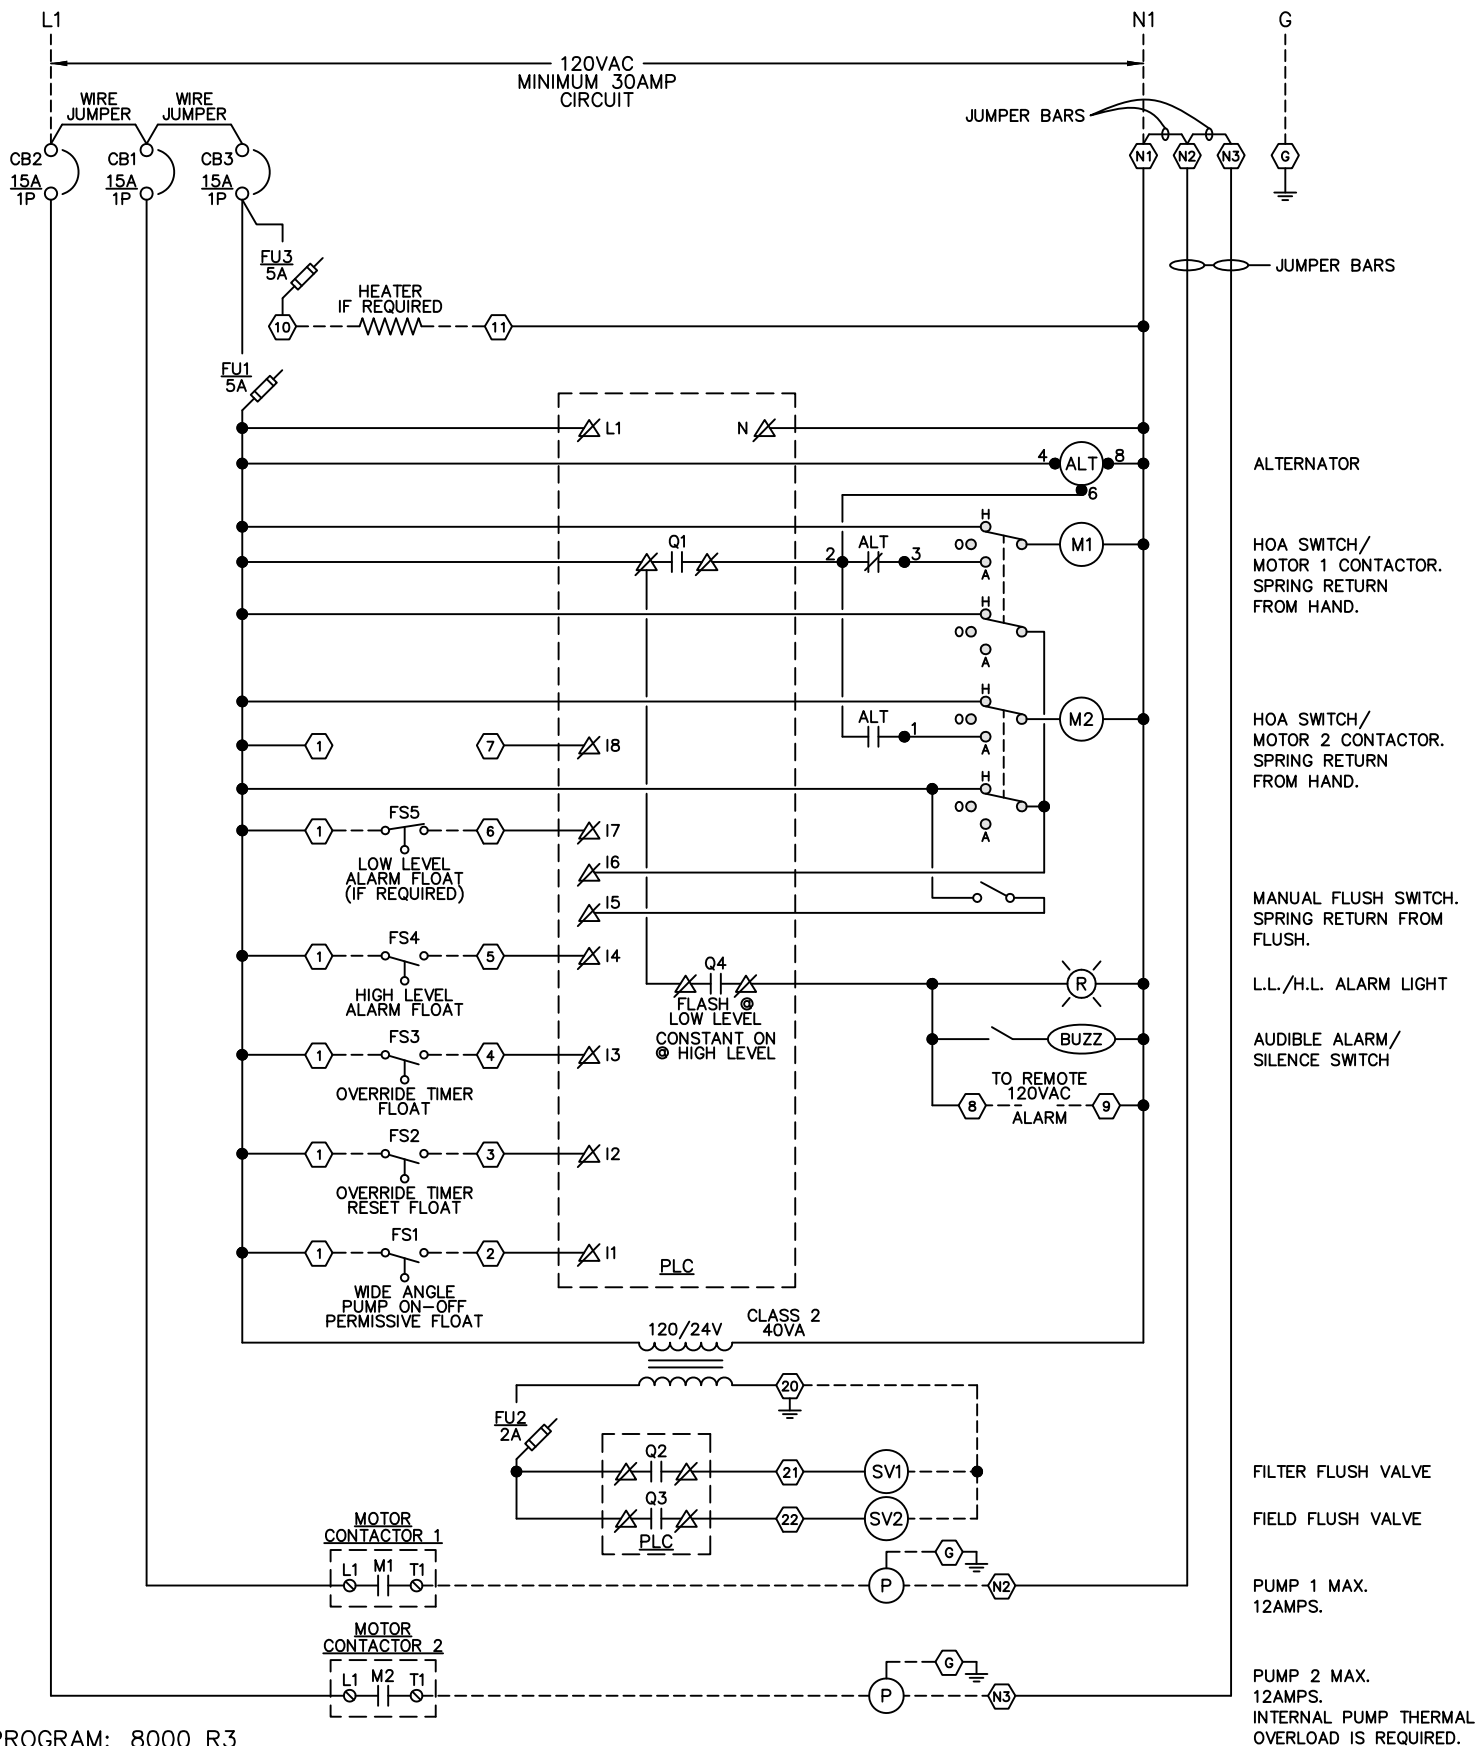 L1
N1
G
120VAC
MINIMUM 30AMP
CIRCUIT
WIRE
JUMPER
WIRE
JUMPER
JUMPER BARS
CB2
15A
1P
CB1
15A
1P
CB3
15A
1P
N1
N2
N3
G
FU3
5A
JUMPER BARS
HEATER
IF REQUIRED
10
11
FU1
5A
L1
N
4
ALT
8
6
ALTERNATOR
H
O
A
M1
Q1
2
ALT
3
HOA SWITCH/
MOTOR 1 CONTACTOR.
SPRING RETURN
FROM HAND.
H
O
A
H
O
A
M2
ALT
1
HOA SWITCH/
MOTOR 2 CONTACTOR.
SPRING RETURN
FROM HAND.
1
7
I8
H
O
A
FS5
1
6
I7
LOW LEVEL
ALARM FLOAT
(IF REQUIRED)
I6
I5
MANUAL FLUSH SWITCH.
SPRING RETURN FROM
FLUSH.
FS4
1
5
I4
HIGH LEVEL
ALARM FLOAT
Q4
FLASH @
LOW LEVEL
CONSTANT ON
@ HIGH LEVEL
R
L.L./H.L. ALARM LIGHT
BUZZ
AUDIBLE ALARM/
SILENCE SWITCH
FS3
1
4
I3
OVERRIDE TIMER
FLOAT
TO REMOTE
120VAC
ALARM
8
9
FS2
1
3
I2
OVERRIDE TIMER
RESET FLOAT
FS1
1
2
I1
WIDE ANGLE
PUMP ON-OFF
PERMISSIVE FLOAT
PLC
120/24V
CLASS 2
40VA
20
FU2
2A
Q2
21
SV1
FILTER FLUSH VALVE
Q3
22
SV2
FIELD FLUSH VALVE
PLC
MOTOR
CONTACTOR 1
L1
M1
T1
P
G
N2
PUMP 1 MAX.
12AMPS.
MOTOR
CONTACTOR 2
L1
M2
T1
P
G
N3
PUMP 2 MAX.
12AMPS.
INTERNAL PUMP THERMAL
OVERLOAD IS REQUIRED.
PROGRAM: 8000 R3